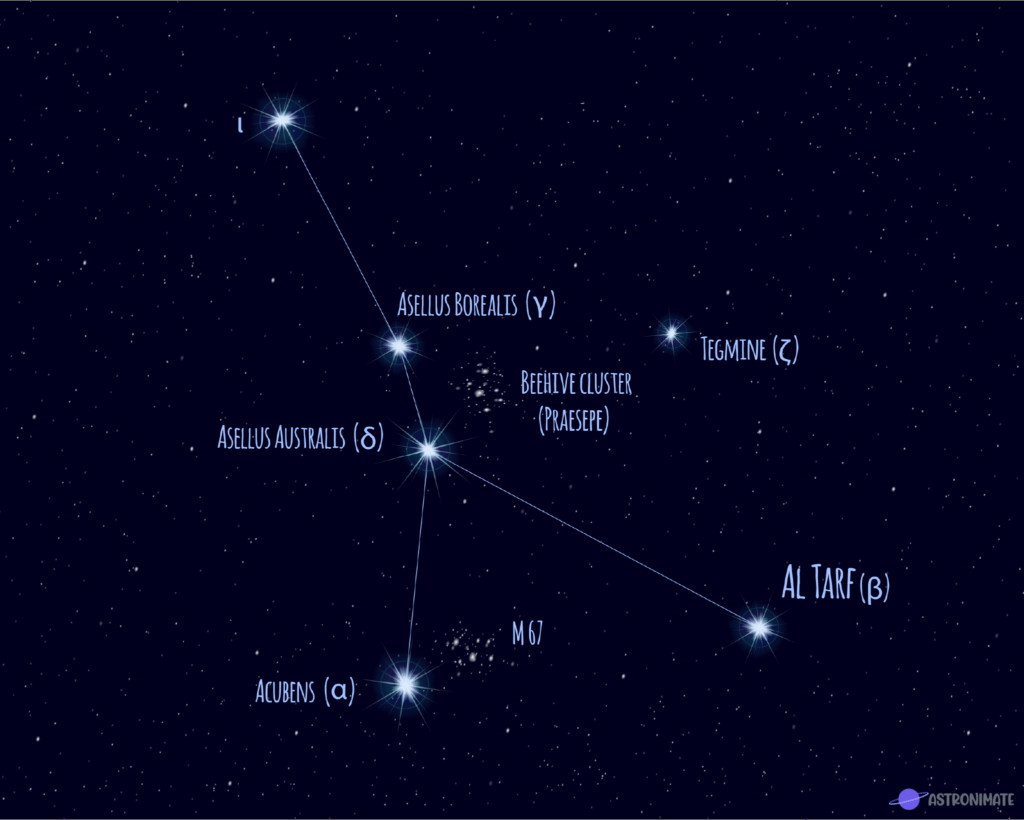 ι
Asellus Borealis (γ)
Tegmine (ζ)
Beehive cluster
(Praesepe)
Asellus Australis (δ)
Al Tarf (β)
M 67
Acubens (α)
ASTRONIMATE